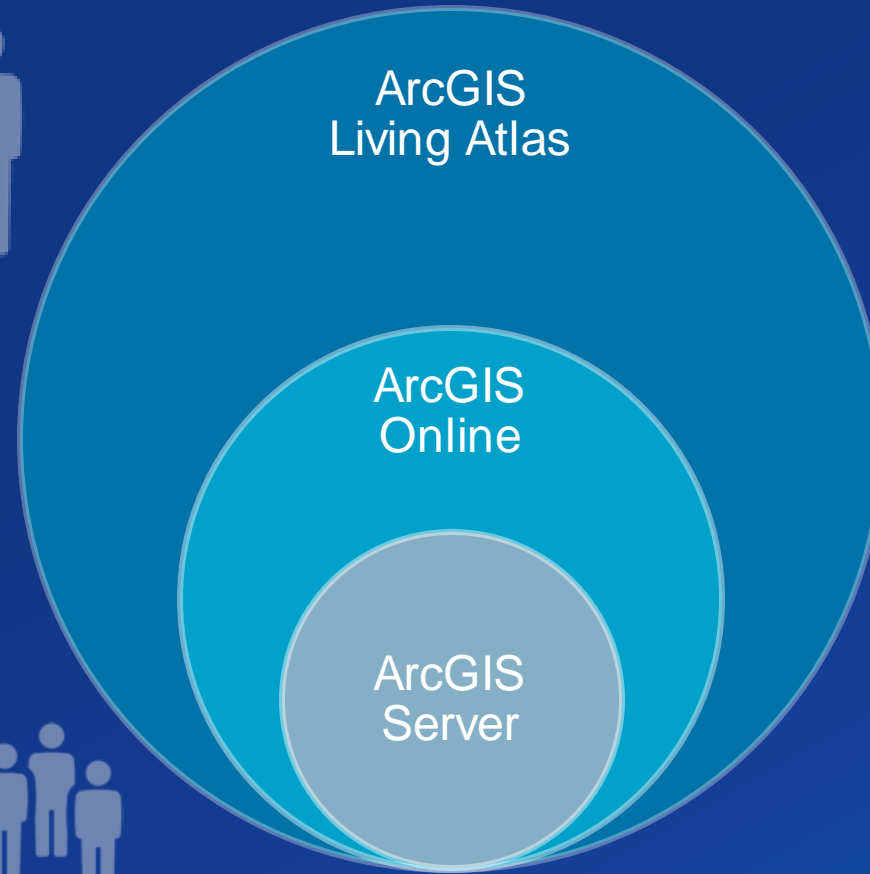 ArcGIS
Living Atlas
ArcGIS
Online
ArcGIS
Server